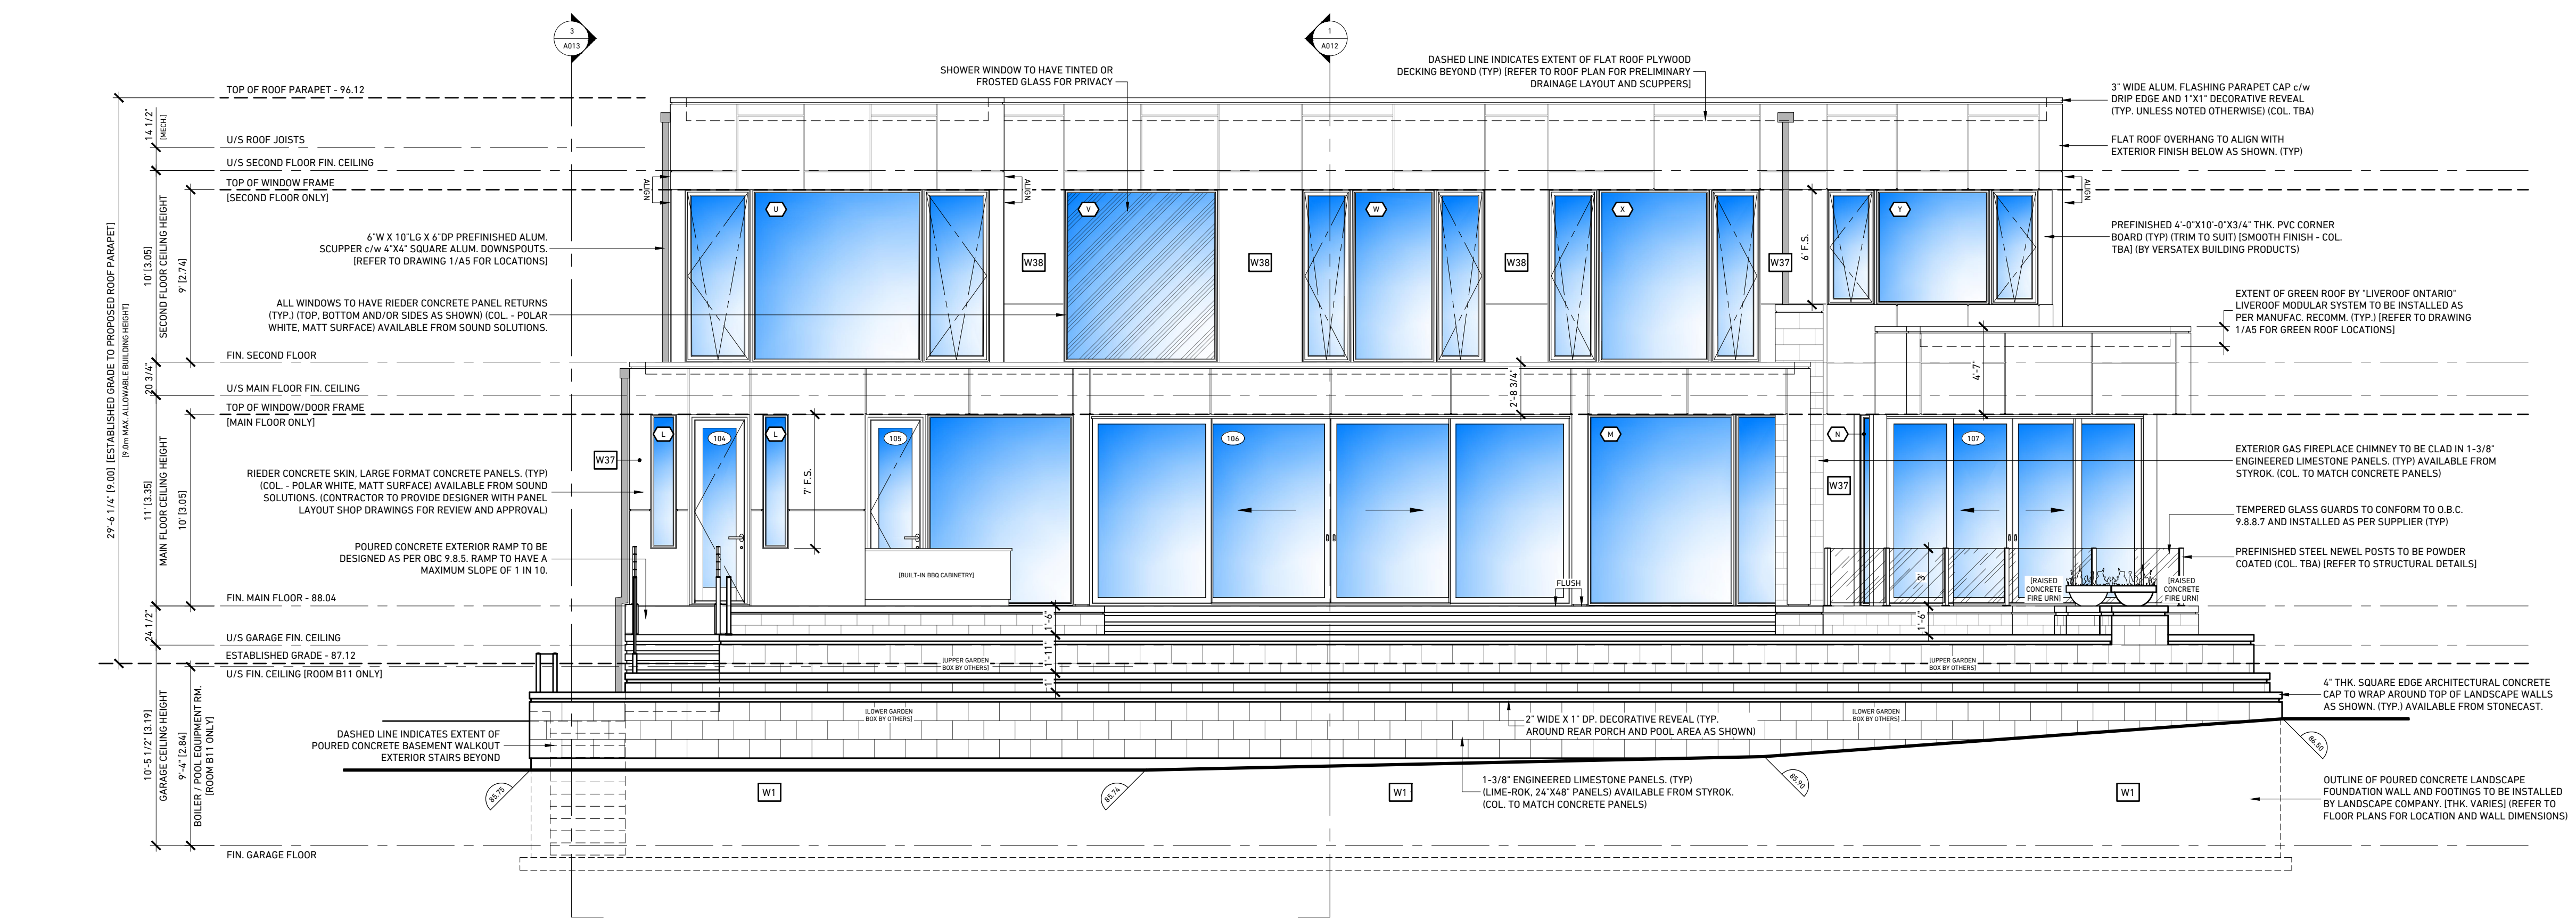 3
A013
1
A012
SHOWER WINDOW TO HAVE TINTED OR
FROSTED GLASS FOR PRIVACY
DASHED LINE INDICATES EXTENT OF FLAT ROOF PLYWOOD
DECKING BEYOND (TYP) [REFER TO ROOF PLAN FOR PRELIMINARY
DRAINAGE LAYOUT AND SCUPPERS]
3" WIDE ALUM. FLASHING PARAPET CAP c/w
DRIP EDGE AND 1"X1" DECORATIVE REVEAL
(TYP. UNLESS NOTED OTHERWISE) (COL. TBA)
FLAT ROOF OVERHANG TO ALIGN WITH
EXTERIOR FINISH BELOW AS SHOWN. (TYP)
TOP OF ROOF PARAPET - 96.12
U/S ROOF JOISTS
U/S SECOND FLOOR FIN. CEILING
TOP OF WINDOW FRAME
[SECOND FLOOR ONLY]
14 1/2"
[MECH.]
10' [3.05]
SECOND FLOOR CEILING HEIGHT
9' [2.74]
29'-6 1/4" [9.00] [ESTABLISHED GRADE TO PROPOSED ROOF PARAPET]
[9.0m MAX. ALLOWABLE BUILDING HEIGHT]
ALIGN
ALIGN
ALIGN
U
V
W
X
Y
6"W X 10"LG X 6"DP PREFINISHED ALUM.
SCUPPER c/w 4"X4" SQUARE ALUM. DOWNSPOUTS.
[REFER TO DRAWING 1/A5 FOR LOCATIONS]
W38
W38
W38
W37
6' F.S.
PREFINISHED 4'-0"X10'-0"X3/4" THK. PVC CORNER
BOARD (TYP) (TRIM TO SUIT) [SMOOTH FINISH - COL.
TBA] (BY VERSATEX BUILDING PRODUCTS)
ALL WINDOWS TO HAVE RIEDER CONCRETE PANEL RETURNS
(TYP.) (TOP, BOTTOM AND/OR SIDES AS SHOWN) (COL. - POLAR
WHITE, MATT SURFACE) AVAILABLE FROM SOUND SOLUTIONS.
EXTENT OF GREEN ROOF BY "LIVEROOF ONTARIO"
LIVEROOF MODULAR SYSTEM TO BE INSTALLED AS
PER MANUFAC. RECOMM. (TYP.) [REFER TO DRAWING
1/A5 FOR GREEN ROOF LOCATIONS]
FIN. SECOND FLOOR
20 3/4"
U/S MAIN FLOOR FIN. CEILING
TOP OF WINDOW/DOOR FRAME
[MAIN FLOOR ONLY]
2'-8 3/4"
4'-7"
11' [3.35]
MAIN FLOOR CEILING HEIGHT
10' [3.05]
L
104
L
105
106
M
N
107
W37
7' F.S.
W37
RIEDER CONCRETE SKIN, LARGE FORMAT CONCRETE PANELS. (TYP)
(COL. - POLAR WHITE, MATT SURFACE) AVAILABLE FROM SOUND
SOLUTIONS. (CONTRACTOR TO PROVIDE DESIGNER WITH PANEL
LAYOUT SHOP DRAWINGS FOR REVIEW AND APPROVAL)
EXTERIOR GAS FIREPLACE CHIMNEY TO BE CLAD IN 1-3/8"
ENGINEERED LIMESTONE PANELS. (TYP) AVAILABLE FROM
STYROK. (COL. TO MATCH CONCRETE PANELS)
TEMPERED GLASS GUARDS TO CONFORM TO O.B.C.
9.8.8.7 AND INSTALLED AS PER SUPPLIER (TYP)
POURED CONCRETE EXTERIOR RAMP TO BE
DESIGNED AS PER OBC 9.8.5. RAMP TO HAVE A
MAXIMUM SLOPE OF 1 IN 10.
PREFINISHED STEEL NEWEL POSTS TO BE POWDER
COATED (COL. TBA) [REFER TO STRUCTURAL DETAILS]
[BUILT-IN BBQ CABINETRY]
FLUSH
3'
[RAISED
CONCRETE
FIRE URN]
[RAISED
CONCRETE
FIRE URN]
FIN. MAIN FLOOR - 88.04
24 1/2"
1'-6"
1'-6"
U/S GARAGE FIN. CEILING
ESTABLISHED GRADE - 87.12
U/S FIN. CEILING [ROOM B11 ONLY]
[UPPER GARDEN
BOX BY OTHERS]
1'-11"
[UPPER GARDEN
BOX BY OTHERS]
1'
4" THK. SQUARE EDGE ARCHITECTURAL CONCRETE
CAP TO WRAP AROUND TOP OF LANDSCAPE WALLS
AS SHOWN. (TYP.) AVAILABLE FROM STONECAST.
10'-5 1/2" [3.19]
GARAGE CEILING HEIGHT
9'-4" [2.84]
BOILER / POOL EQUIPMENT RM.
[ROOM B11 ONLY]
[LOWER GARDEN
BOX BY OTHERS]
2" WIDE X 1" DP. DECORATIVE REVEAL (TYP.
AROUND REAR PORCH AND POOL AREA AS SHOWN)
[LOWER GARDEN
BOX BY OTHERS]
DASHED LINE INDICATES EXTENT OF
POURED CONCRETE BASEMENT WALKOUT
EXTERIOR STAIRS BEYOND
86.50
85.75
W1
85.74
W1
1-3/8" ENGINEERED LIMESTONE PANELS. (TYP)
(LIME-ROK, 24"X48" PANELS) AVAILABLE FROM STYROK.
(COL. TO MATCH CONCRETE PANELS)
85.90
W1
OUTLINE OF POURED CONCRETE LANDSCAPE
FOUNDATION WALL AND FOOTINGS TO BE INSTALLED
BY LANDSCAPE COMPANY. [THK. VARIES] (REFER TO
FLOOR PLANS FOR LOCATION AND WALL DIMENSIONS)
FIN. GARAGE FLOOR